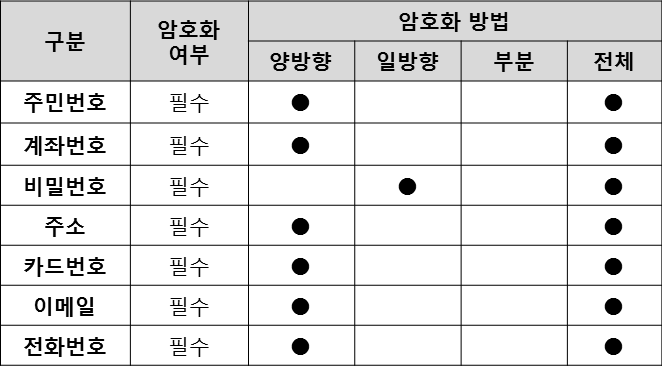 구분 암호화 여부 암호화 방법
양방향 일방향 부분 전체
주민번호 필수 ● ●
계좌번호 필수 ● ●
비밀번호 필수 ● ●
주소 필수 ● ●
카드번호 필수 ● ●
이메일 필수 ● ●
전화번호 필수 ● ●